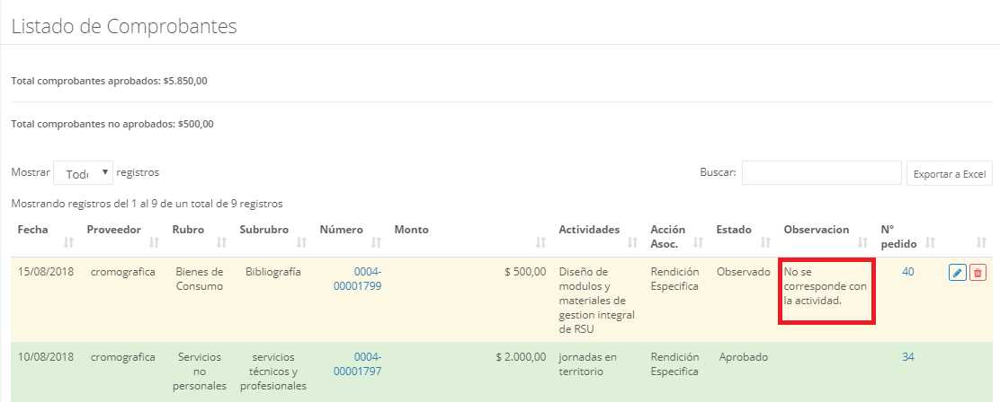 Listado de Comprobantes
Total comprobantes aprobados: $5.850,00
Total comprobantes no aprobados: $500,00
Mostrar Todo registros
Buscar: Exportar a Excel
Mostrando registros del 1 al 9 de un total de 9 registros
Fecha Proveedor Rubro Subrubro Número Monto Actividades Acción Asoc. Estado Observacion N° pedido
15/08/2018 cromografica Bienes de Consumo Bibliografía 0004-00001799 $ 500,00 Diseño de modulos y materiales de gestion integral de RSU Rendición Especifica Observado No se corresponde con la actividad. 40
10/08/2018 cromografica Servicios no personales servicios técnicos y profesionales 0004-00001797 $ 2.000,00 jornadas en territorio Rendición Especifica Aprobado 34